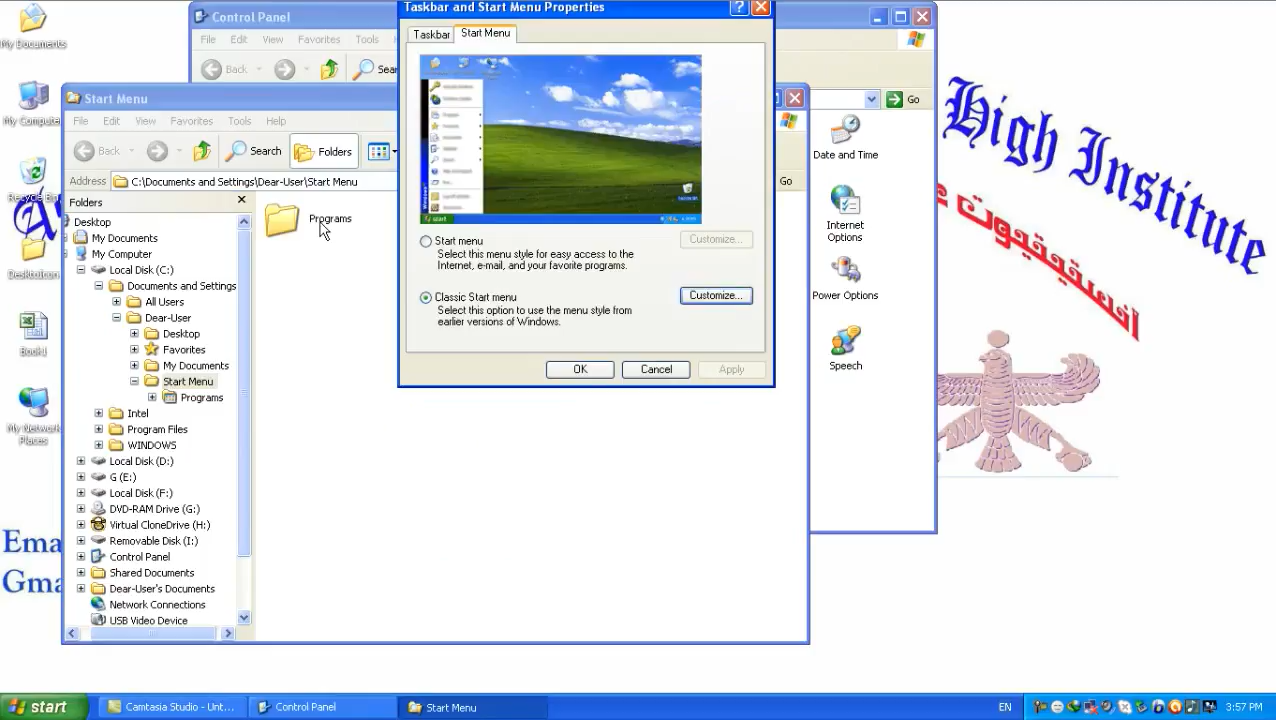 My Documents
My Computer
Recycle Bin
DesktuIcon
Book1
My Network
Places
Ema
Gma
Control Panel
File Edit View Favorites Tools
Back
Go
Date and Time
Internet
Options
Power Options
Speech
Start Menu
File Edit View Favorites Tools Help
Back Search Folders
Address C:\Documents and Settings\Dear-User\Start Menu
Go
Folders
Desktop
My Documents
My Computer
Local Disk (C:)
Documents and Settings
All Users
Dear-User
Desktop
Favorites
My Documents
Start Menu
Programs
Intel
Program Files
WINDOWS
Local Disk (D:)
G (E:)
Local Disk (F:)
DVD-RAM Drive (G:)
Virtual CloneDrive (H:)
Removable Disk (I:)
Control Panel
Shared Documents
Dear-User's Documents
Network Connections
USB Video Device
Programs
Taskbar and Start Menu Properties
Taskbar Start Menu
Start menu
Customize...
Select this menu style for easy access to the
Internet, e-mail, and your favorite programs.
Classic Start menu
Customize...
Select this option to use the menu style from
earlier versions of Windows.
OK Cancel Apply
High Institute
start
Camtasia Studio - Unt...
Control Panel
Start Menu
EN
3:57 PM